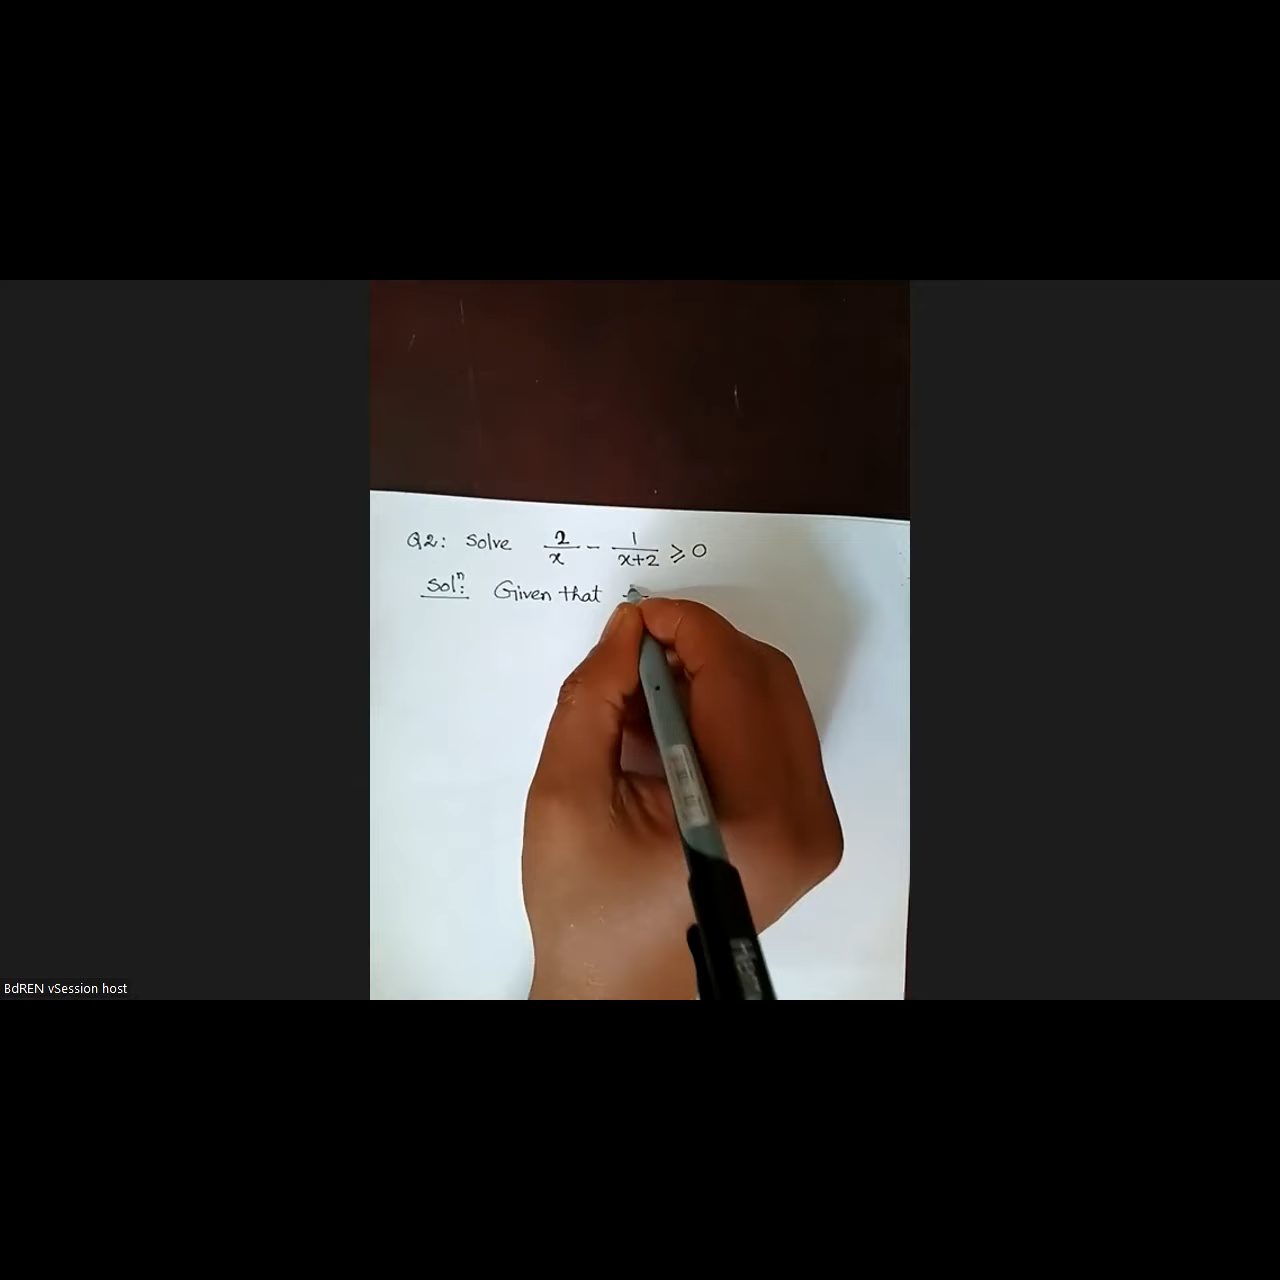 Q2: Solve 2/x - 1/x+2 ⩾ 0
Solⁿ: Given that
BdREN vSession host